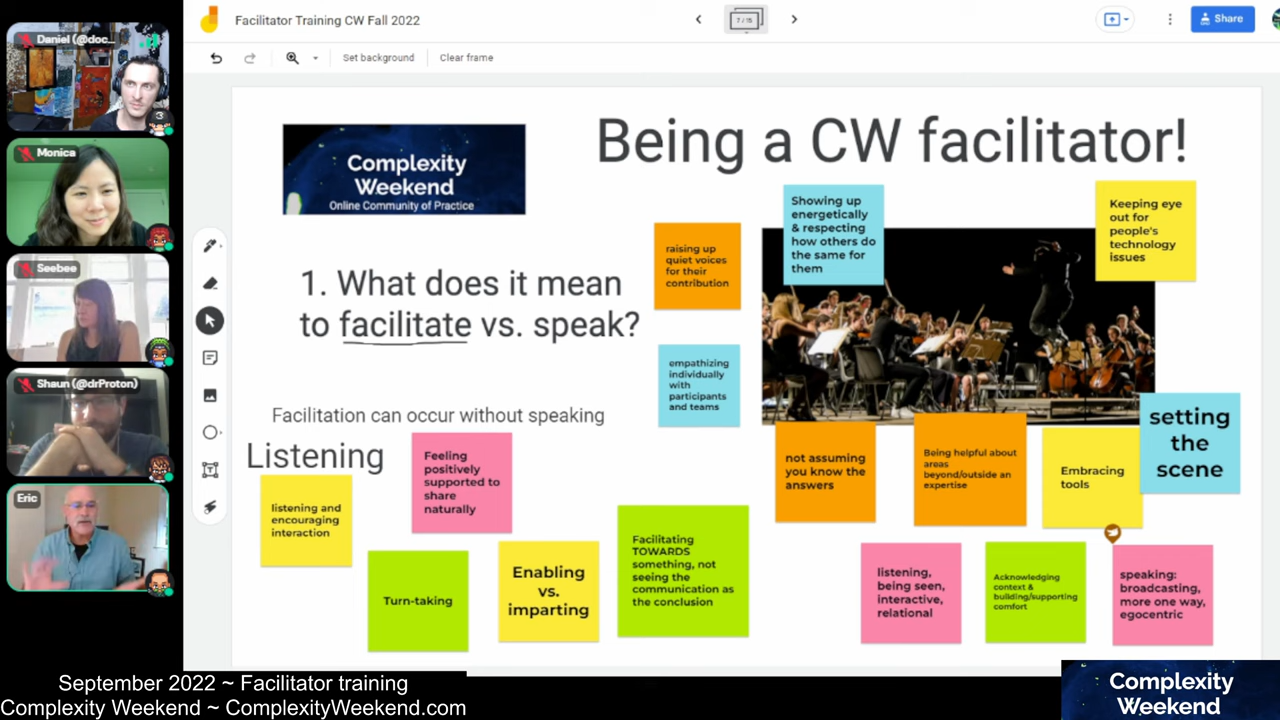 Daniel (@doc...
Monica
Seebee
Shaun (@drProton)
Eric
Facilitator Training CW Fall 2022
7 / 15
Share
Set background
Clear frame
Complexity
Weekend
Online Community of Practice
Being a CW facilitator!
1. What does it mean
to facilitate vs. speak?
Facilitation can occur without speaking
Listening
raising up
quiet voices
for their
contribution
Showing up
energetically
& respecting
how others do
the same for
them
Keeping eye
out for
people's
technology
issues
empathizing
individually
with
participants
and teams
not assuming
you know the
answers
Being helpful about
areas
beyond/outside an
expertise
Embracing
tools
setting
the
scene
Feeling
positively
supported to
share
naturally
listening and
encouraging
interaction
Turn-taking
Enabling
vs.
imparting
Facilitating
TOWARDS
something, not
seeing the
communication as
the conclusion
listening,
being seen,
interactive,
relational
Acknowledging
context &
building/supporting
comfort
speaking:
broadcasting,
more one way,
egocentric
September 2022 ~ Facilitator training
Complexity Weekend ~ ComplexityWeekend.com
Complexity
Weekend